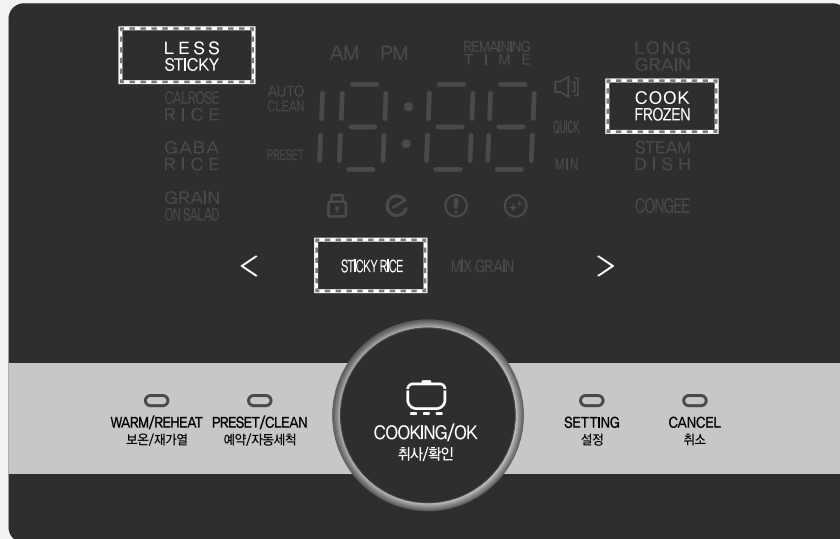 LESS
STICKY
AM PM
REMAINING
TIME
LONG
GRAIN
CALROSE
RICE
AUTO
CLEAN
18:88
COOK
FROZEN
QUICK
GABA
RICE
PRESET
MIN
STEAM
DISH
GRAIN
ON SALAD
CONGEE
<
STICKY RICE
MIX GRAIN
>
WARM/REHEAT
보온/재가열
PRESET/CLEAN
예약/자동세척
COOKING/OK
취사/확인
SETTING
설정
CANCEL
취소